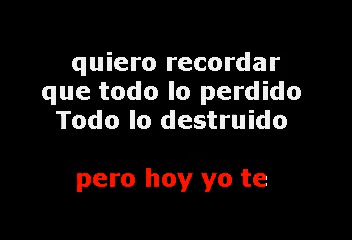 quiero recordar
que todo lo perdido
Todo lo destruido
pero hoy yo te